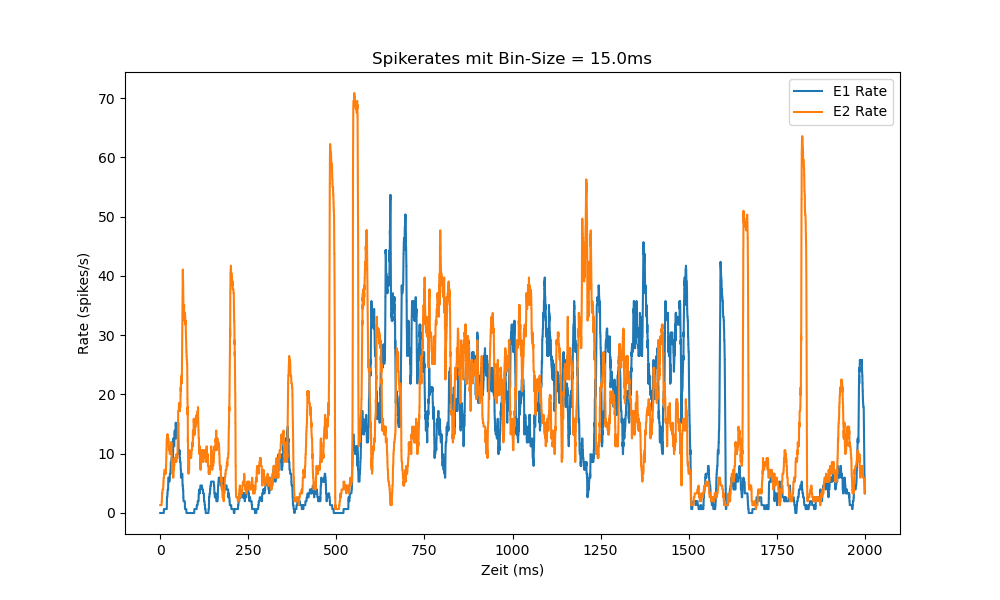 Spikerates mit Bin-Size = 15.0ms
E1 Rate
E2 Rate
70
60
50
40
30
20
10
0
Rate (spikes/s)
0 250 500 750 1000 1250 1500 1750 2000
Zeit (ms)